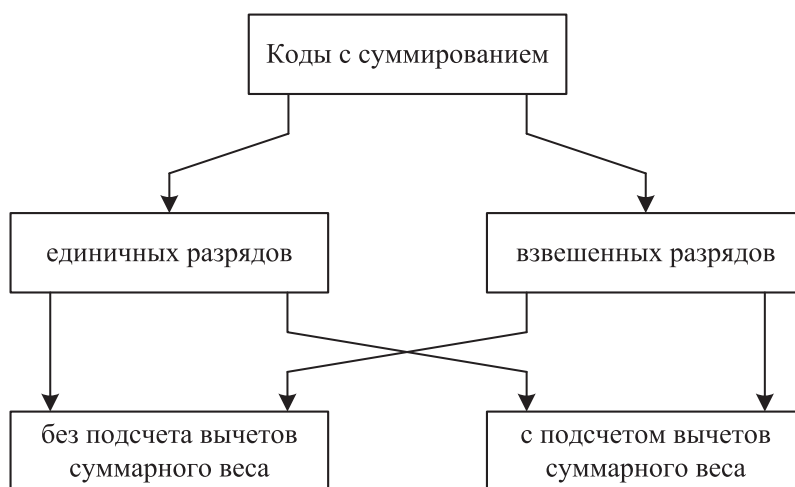 Коды с суммированием
единичных разрядов
взвешенных разрядов
без подсчета вычетов
суммарного веса
с подсчетом вычетов
суммарного веса